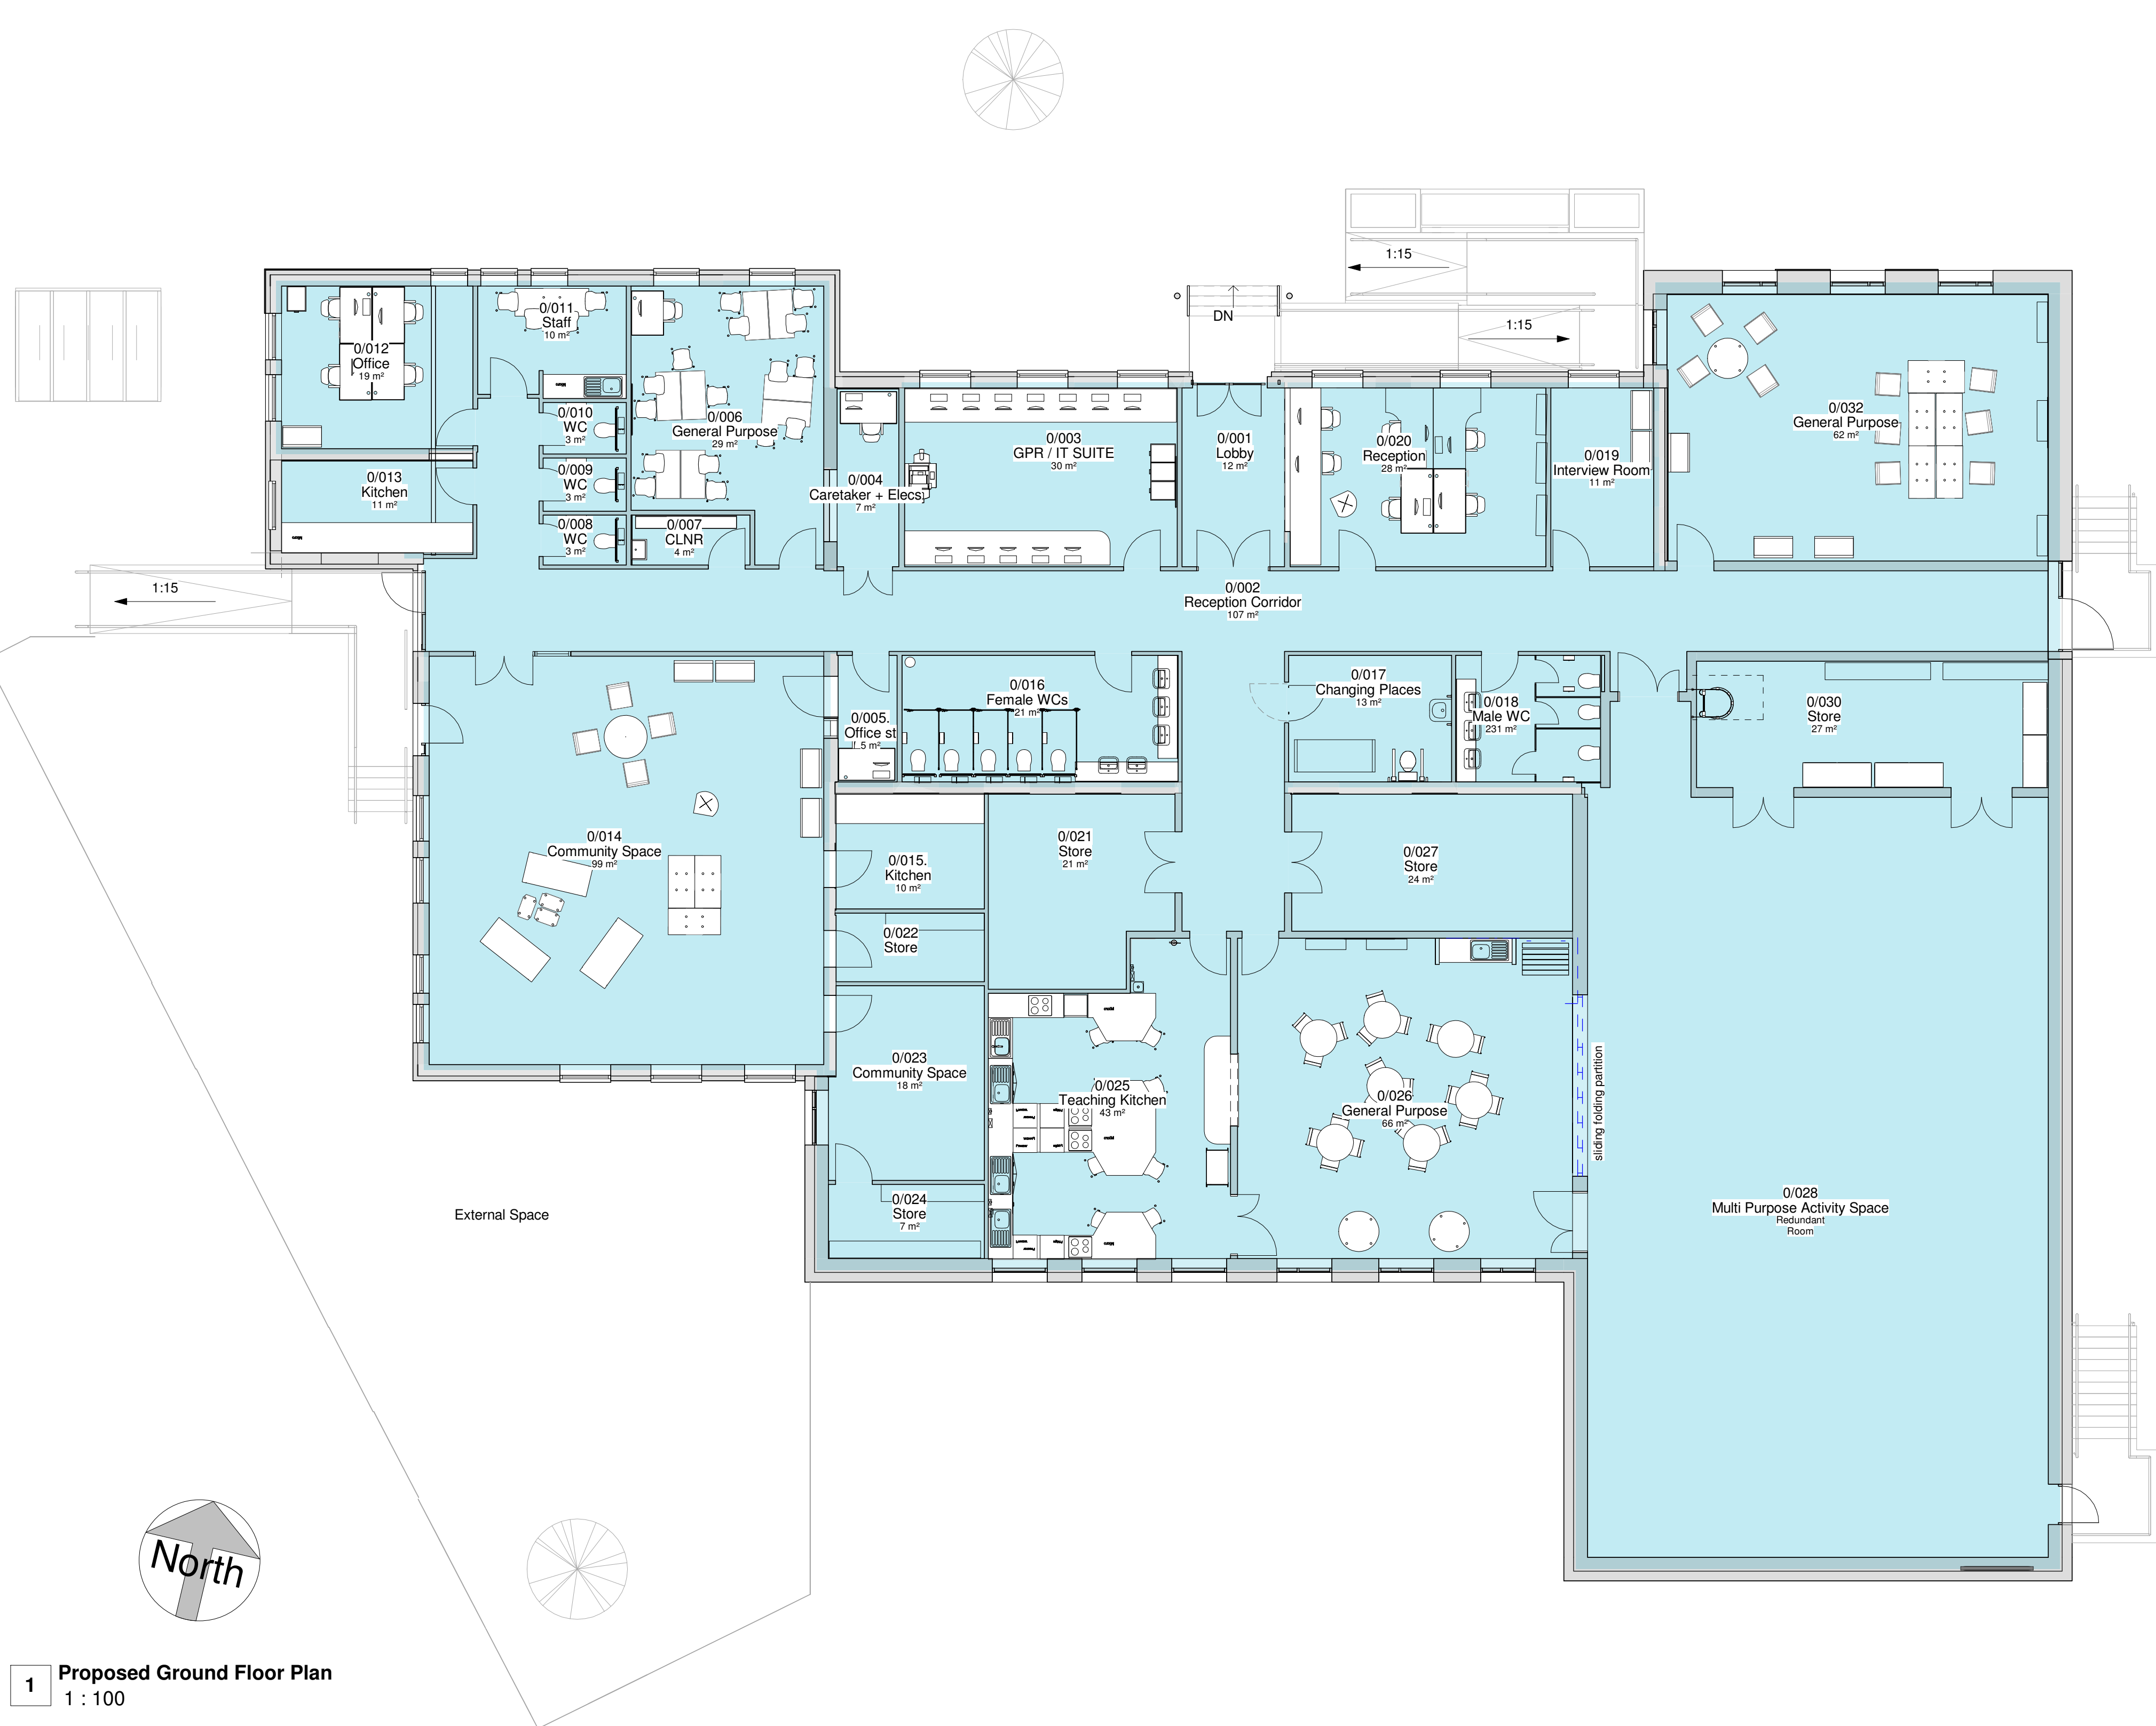 1:15
DN
1:15
0/011
Staff
10 m²
0/012
Office
19 m²
0/010
WC
3 m²
0/006
General Purpose
29 m²
0/003
GPR / IT SUITE
30 m²
0/001
Lobby
12 m²
0/020
Reception
28 m²
0/019
Interview Room
11 m²
0/032
General Purpose
62 m²
0/013
Kitchen
11 m²
0/009
WC
3 m²
0/004
Caretaker + Elecs
7 m²
0/008
WC
3 m²
0/007
CLNR
4 m²
1:15
0/002
Reception Corridor
107 m²
0/005.
Office st
5 m²
0/016
Female WCs
21 m²
0/017
Changing Places
13 m²
0/018
Male WC
231 m²
0/030
Store
27 m²
0/014
Community Space
99 m²
0/015.
Kitchen
10 m²
0/021
Store
21 m²
0/027
Store
24 m²
0/022
Store
0/023
Community Space
18 m²
0/025
Teaching Kitchen
43 m²
0/026
General Purpose
66 m²
sliding folding partition
0/024
Store
7 m²
0/028
Multi Purpose Activity Space
Redundant
Room
External Space
North
1
Proposed Ground Floor Plan
1 : 100